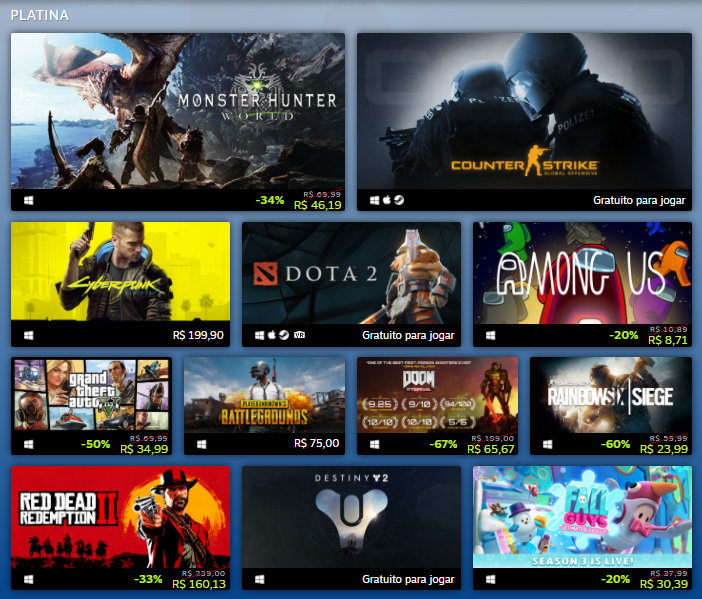 PLATINA
MONSTER HUNTER
WORLD
-34%
R$ 69,99
R$ 46,19
POLIZEI
POLIZEI
COUNTER STRIKE
GLOBAL OFFENSIVE
Gratuito para jogar
Cyberpunk
R$ 199,90
DOTA 2
VR
Gratuito para jogar
AMONG US
-20%
R$ 10,89
R$ 8,71
grand
theft
auto
V
FIVE
-50%
R$ 69,99
R$ 34,99
PLAYERUNKNOWN'S
BATTLEGROUNDS
R$ 75,00
"ONE OF THE BEST FIRST-PERSON SHOOTERS EVER"
DOOM
ETERNAL
9.25 9/10 94/100
10/10 10/10 5/5
-67%
R$ 199,00
R$ 65,67
RAINBOW SIX SIEGE
-60%
R$ 59,99
R$ 23,99
RED DEAD
REDEMPTION II
-33%
R$ 239,00
R$ 160,13
DESTINY 2
Gratuito para jogar
FALL
GUYS
ULTIMATE KNOCKOUT
SEASON 3 IS LIVE!
-20%
R$ 37,99
R$ 30,39